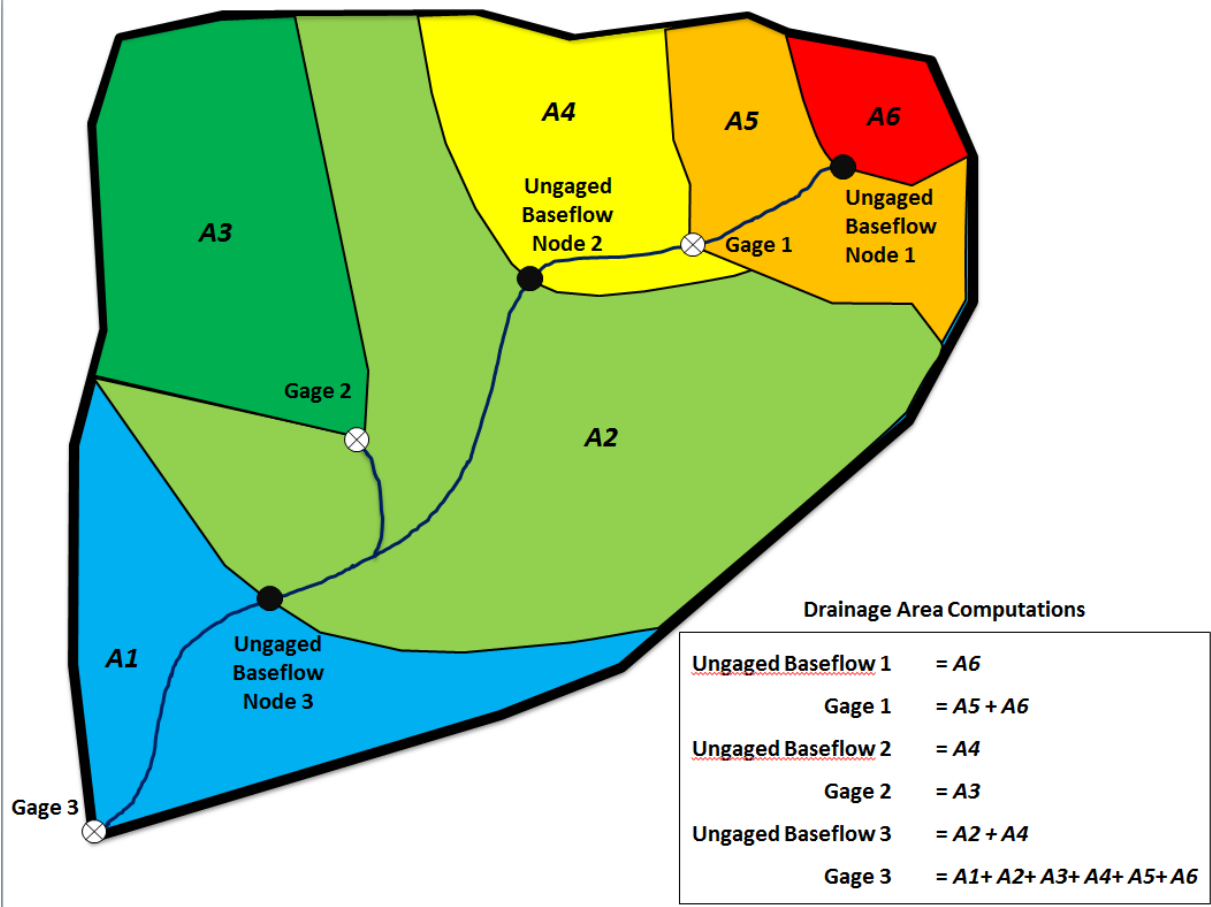 A4
A5
A6
Ungaged
Baseflow
Node 2
Ungaged
Baseflow
Node 1
A3
Gage 1
Gage 2
A2
A1
Ungaged
Baseflow
Node 3
Gage 3
Drainage Area Computations
Ungaged Baseflow 1 = A6
Gage 1 = A5 + A6
Ungaged Baseflow 2 = A4
Gage 2 = A3
Ungaged Baseflow 3 = A2 + A4
Gage 3 = A1+ A2+ A3+ A4+ A5+ A6